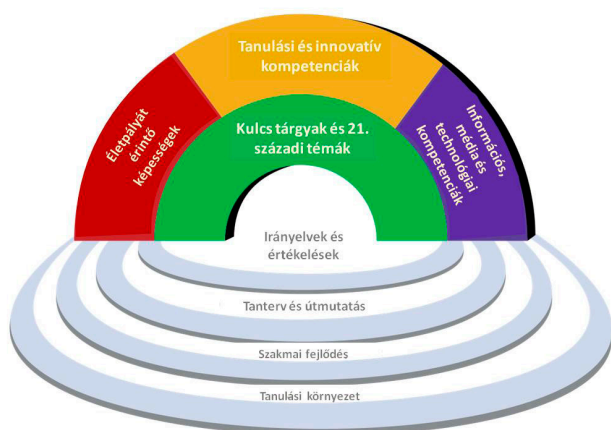 Tanulási és innovatív
kompetenciák
Életpályát
érintő
képességek
Kulcs tárgyak és 21.
századi témák
Információs,
média és
technológiai
kompetenciák
Irányelvek és
értékelések
Tanterv és útmutatás
Szakmai fejlődés
Tanulási környezet